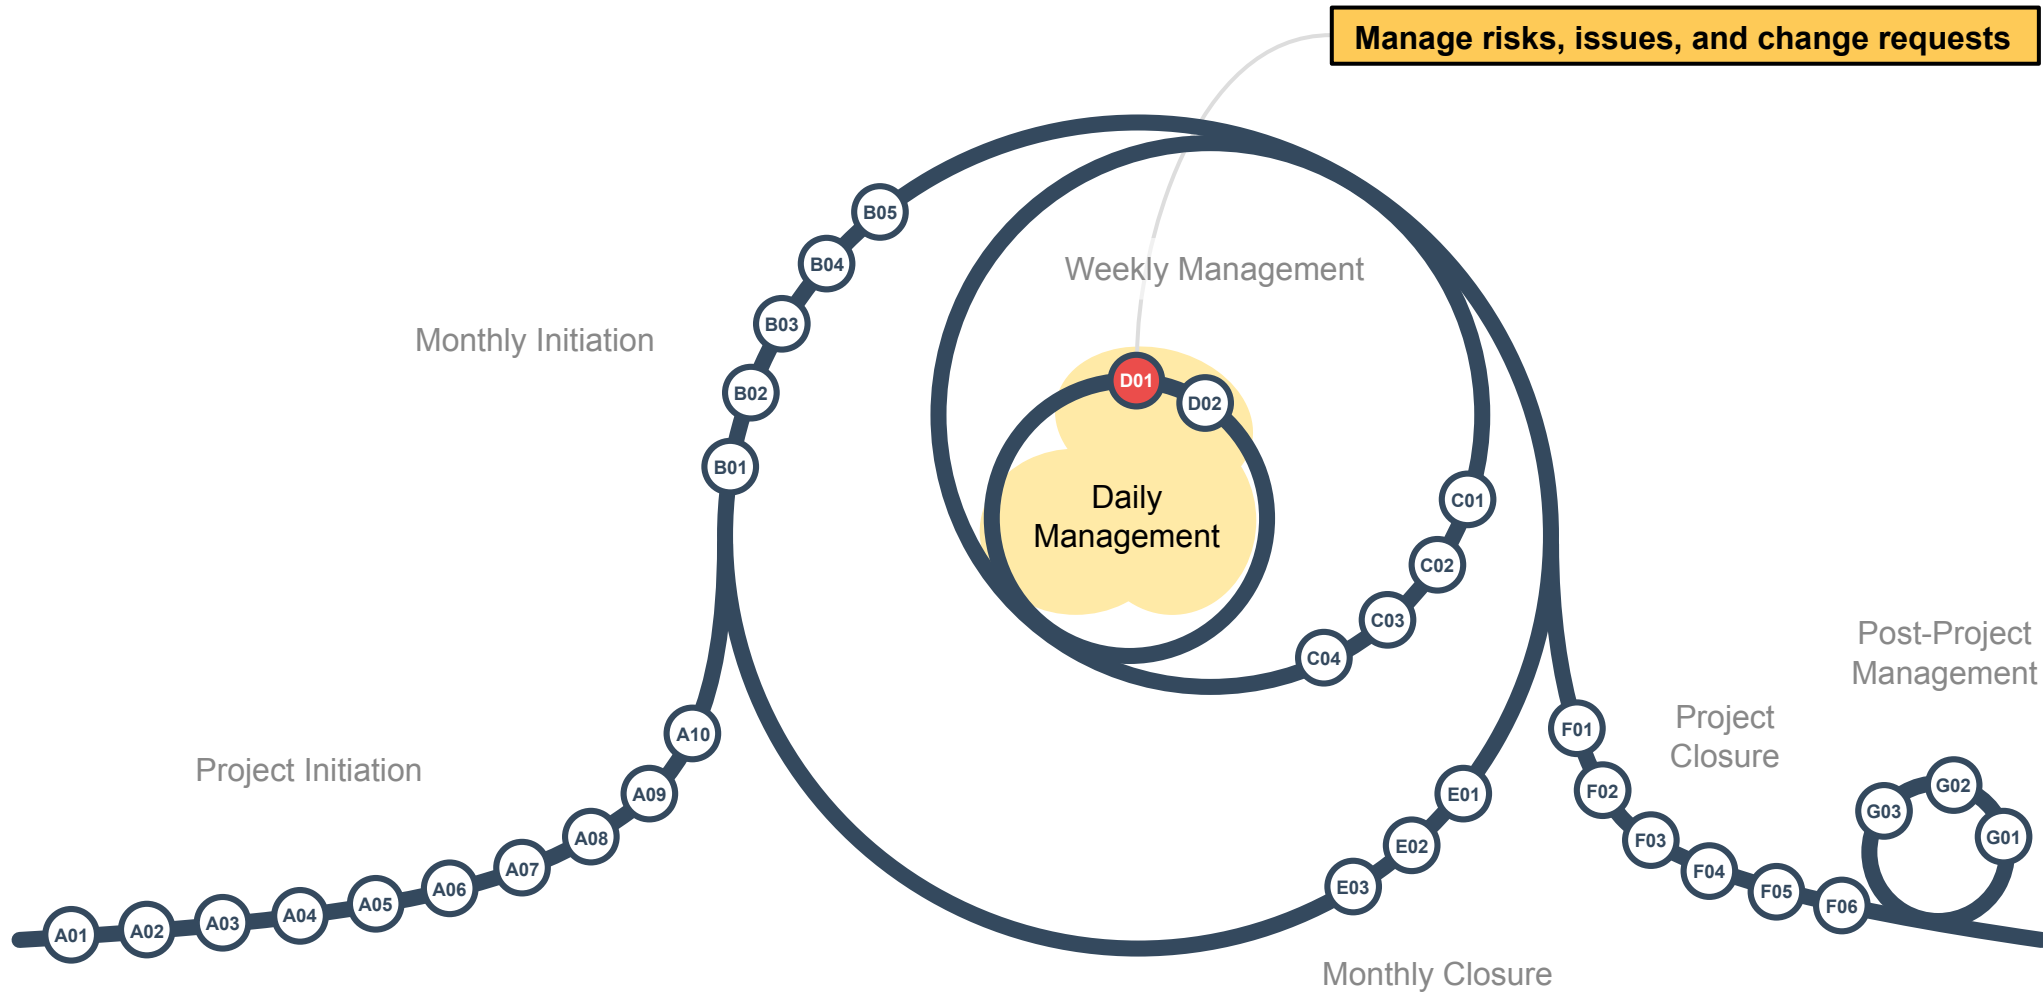 Manage risks, issues, and change requests
B05
B04
Weekly Management
B03
Monthly Initiation
D01
B02
D02
B01
Daily
Management
C01
C02
C03
C04
Post-Project
Management
A10
Project
Closure
F01
Project Initiation
A09
E01
F02
G02
G03
G01
A08
E02
F03
A07
F04
A06
E03
F05
A05
F06
A04
A03
A02
A01
Monthly Closure